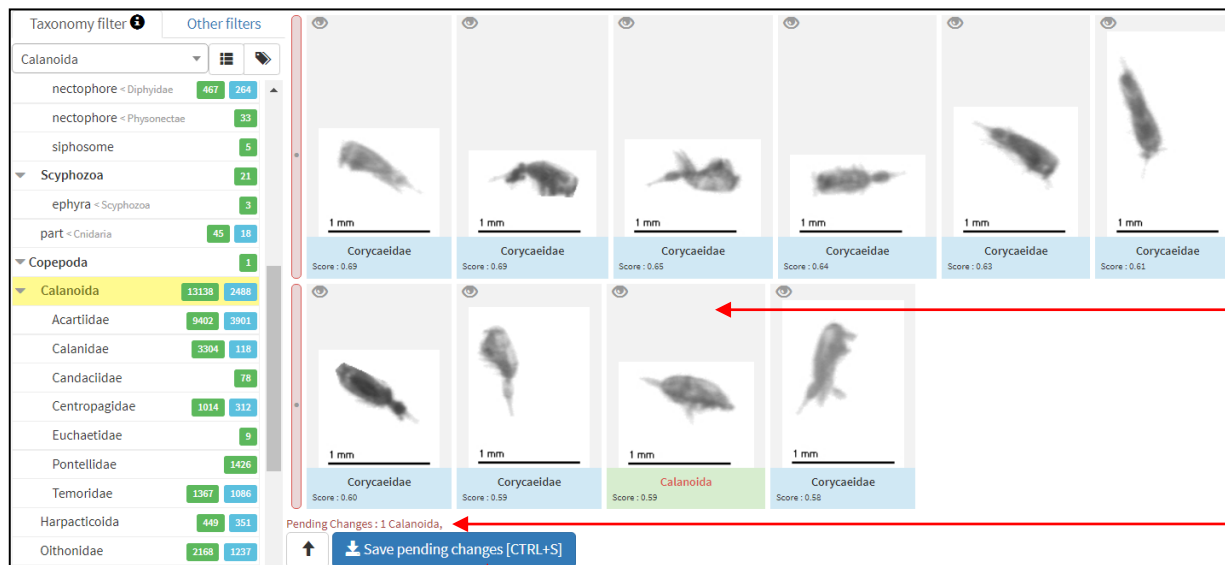 Taxonomy filter i Other filters
Calanoida
nectophore < Diphyidae 467 264
nectophore < Physonectae 33
siphosome 5
Scyphozoa 21
ephyra < Scyphozoa 3
part < Cnidaria 45 18
Copepoda 1
Calanoida 13138 2488
Acartiidae 9402 3901
Calanidae 3304 118
Candaciidae 78
Centropagidae 1014 312
Euchaetidae 9
Pontellidae 1426
Temoridae 1367 1086
Harpacticoida 449 351
Oithonidae 2168 1237
1 mm 1 mm 1 mm 1 mm 1 mm 1 mm
Corycaeidae Corycaeidae Corycaeidae Corycaeidae Corycaeidae Corycaeidae
Score : 0.69 Score : 0.69 Score : 0.65 Score : 0.64 Score : 0.63 Score : 0.61
1 mm 1 mm 1 mm 1 mm
Corycaeidae Corycaeidae Calanoida Corycaeidae
Score : 0.60 Score : 0.59 Score : 0.59 Score : 0.58
Pending Changes : 1 Calanoida,
Save pending changes [CTRL+S]